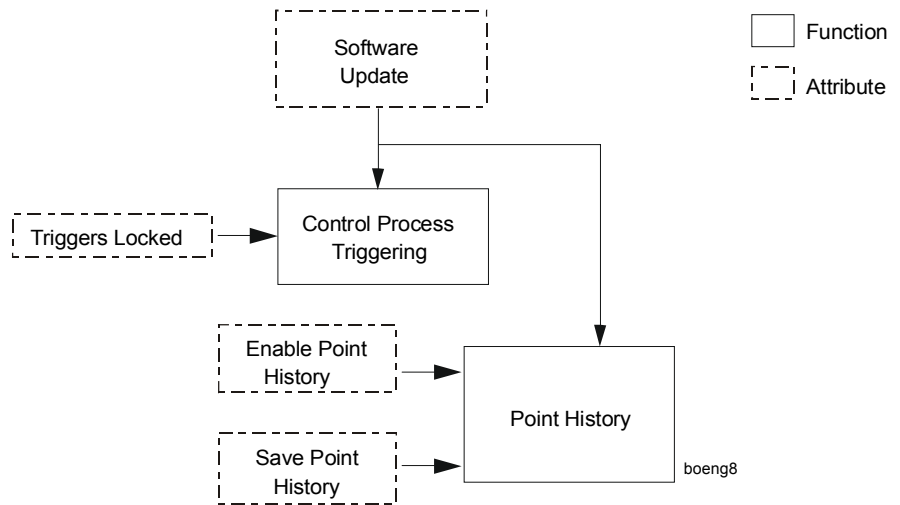 Software
Update
Function
Attribute
Triggers Locked
Control Process
Triggering
Enable Point
History
Point History
Save Point
History
boeng8